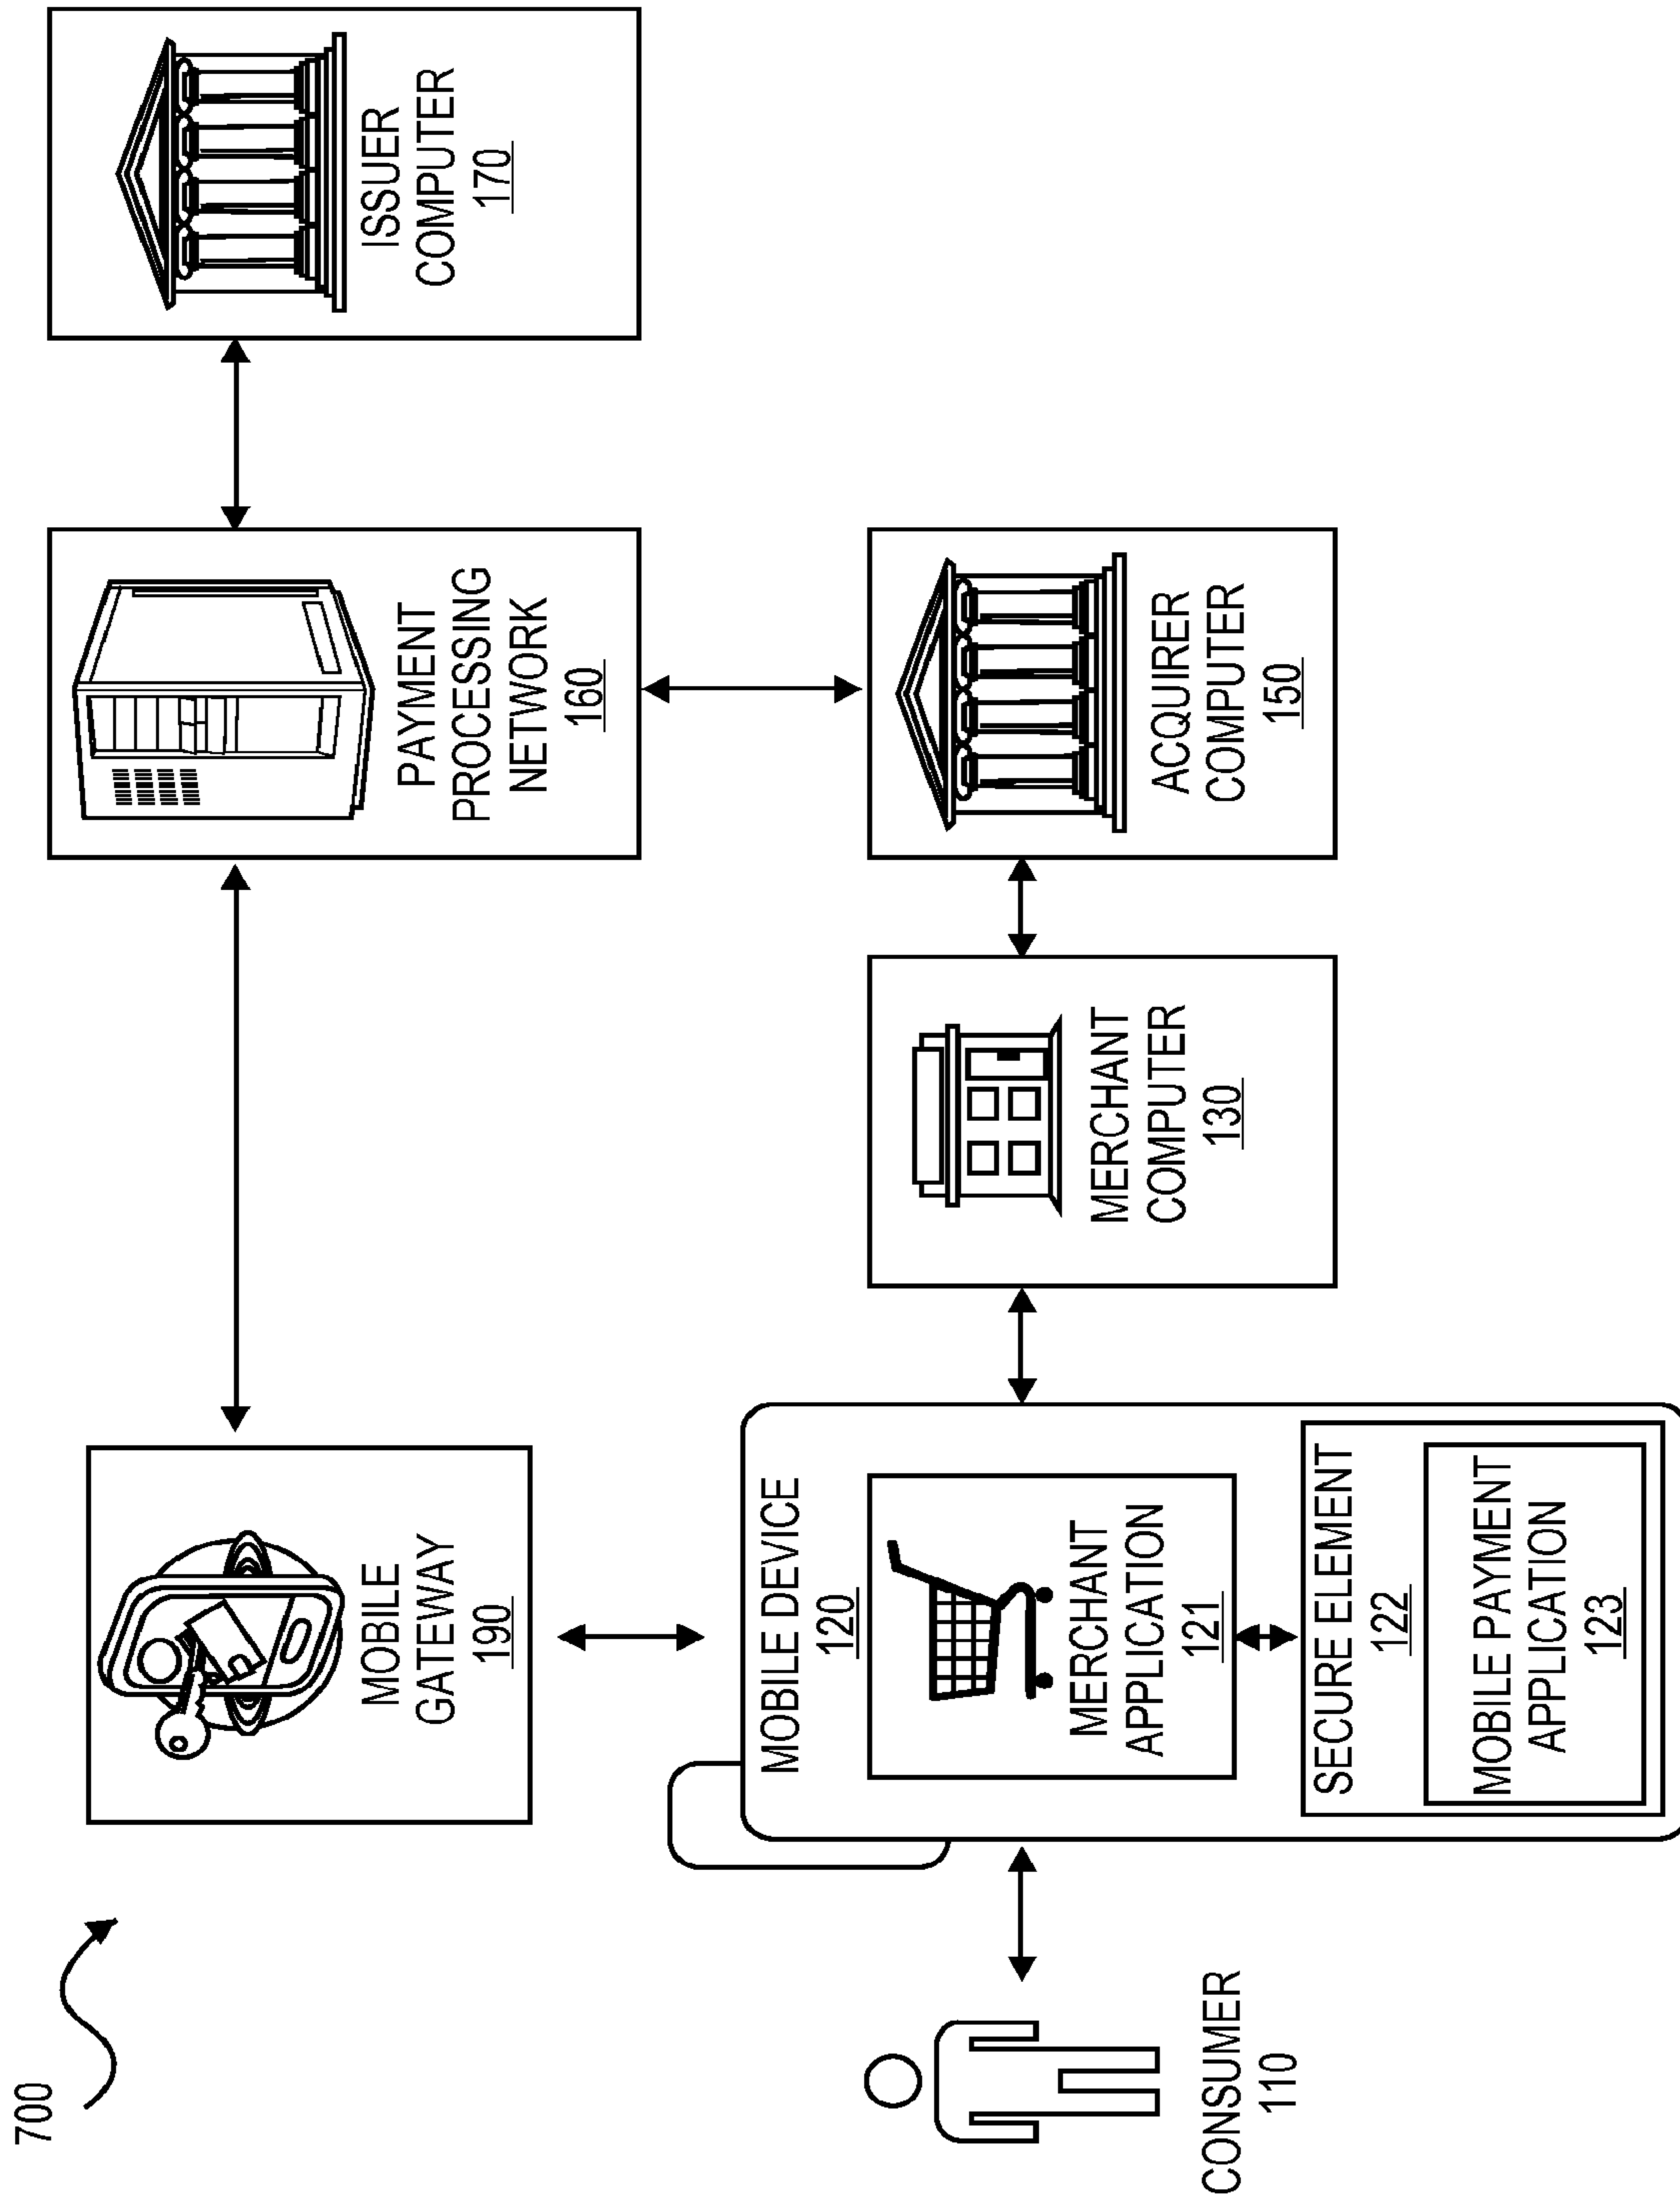 700
MOBILE
GATEWAY
190
PAYMENT
PROCESSING
NETWORK
160
ISSUER
COMPUTER
170
CONSUMER
110
MOBILE DEVICE
120
MERCHANT
APPLICATION
121
SECURE ELEMENT
122
MOBILE PAYMENT
APPLICATION
123
MERCHANT
COMPUTER
130
ACQUIRER
COMPUTER
150